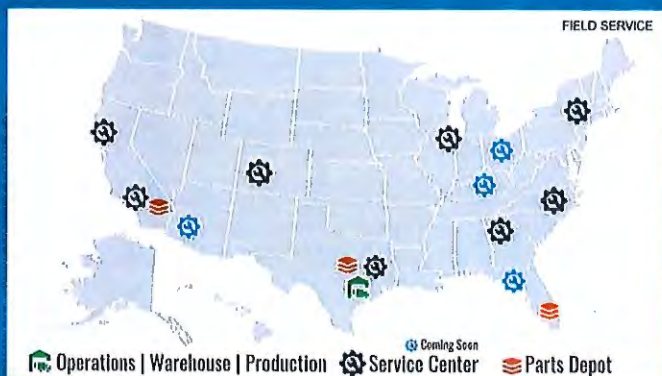 FIELD SERVICE
Coming Soon
Operations | Warehouse | Production Service Center Parts Depot